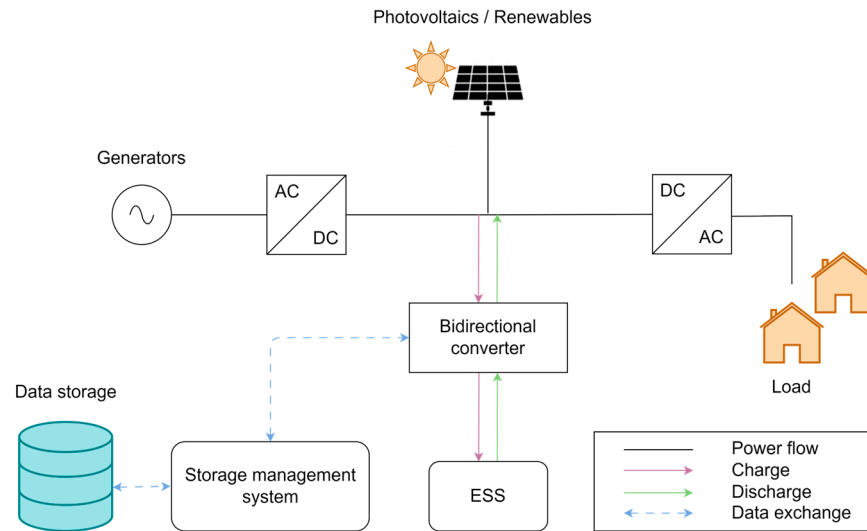 Photovoltaics / Renewables
Generators
AC
DC
DC
AC
Bidirectional
converter
Load
Data storage
Storage management
system
ESS
Power flow
Charge
Discharge
Data exchange